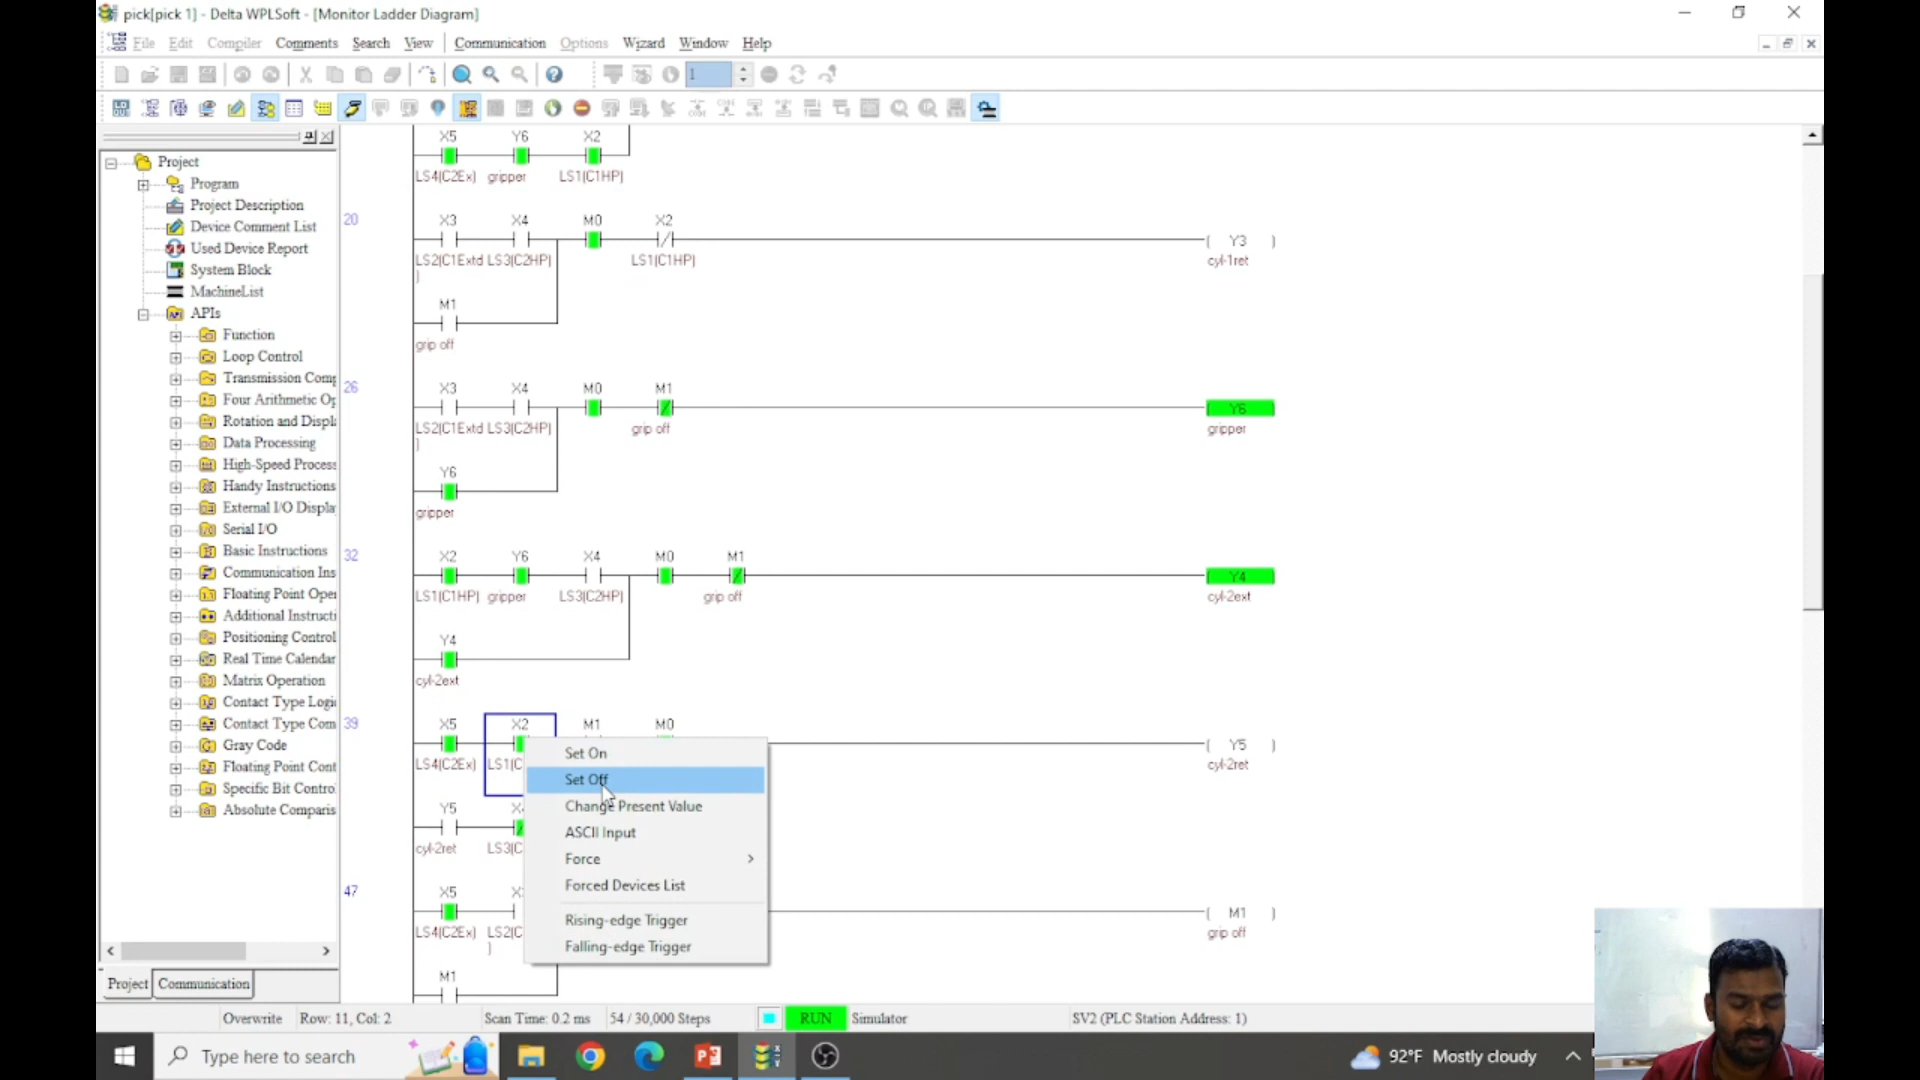 pick[pick 1] - Delta WPLSoft - [Monitor Ladder Diagram]
File Edit Compiler Comments Search View Communication Options Wizard Window Help
1
Project
Program
Project Description
Device Comment List
Used Device Report
System Block
MachineList
APIs
Function
Loop Control
Transmission Comp
Four Arithmetic Op
Rotation and Displ
Data Processing
High-Speed Process
Handy Instructions
External I/O Displa
Serial I/O
Basic Instructions
Communication Ins
Floating Point Oper
Additional Instructi
Positioning Control
Real Time Calendar
Matrix Operation
Contact Type Logi
Contact Type Com
Gray Code
Floating Point Cont
Specific Bit Contro
Absolute Comparis
Project Communication
X5 Y6 X2
LS4(C2Ex) gripper LS1(C1HP)
20 X3 X4 M0 X2
Y3
LS2(C1Extd LS3(C2HP) LS1(C1HP) cyl-1ret
)
M1
grip off
26 X3 X4 M0 M1
Y6
LS2(C1Extd LS3(C2HP) grip off gripper
)
Y6
gripper
32 X2 Y6 X4 M0 M1
Y4
LS1(C1HP) gripper LS3(C2HP) grip off cyl-2ext
Y4
cyl-2ext
39 X5 X2 M1 M0
Y5
LS4(C2Ex) LS1(C cyl-2ret
Y5
cyl-2ret LS3(C
47 X5
M1
LS4(C2Ex) LS2(C grip off
)
M1
Set On
Set Off
Change Present Value
ASCII Input
Force
Forced Devices List
Rising-edge Trigger
Falling-edge Trigger
Overwrite Row: 11, Col: 2 Scan Time: 0.2 ms 54 / 30,000 Steps RUN Simulator SV2 (PLC Station Address: 1)
Type here to search
92°F Mostly cloudy